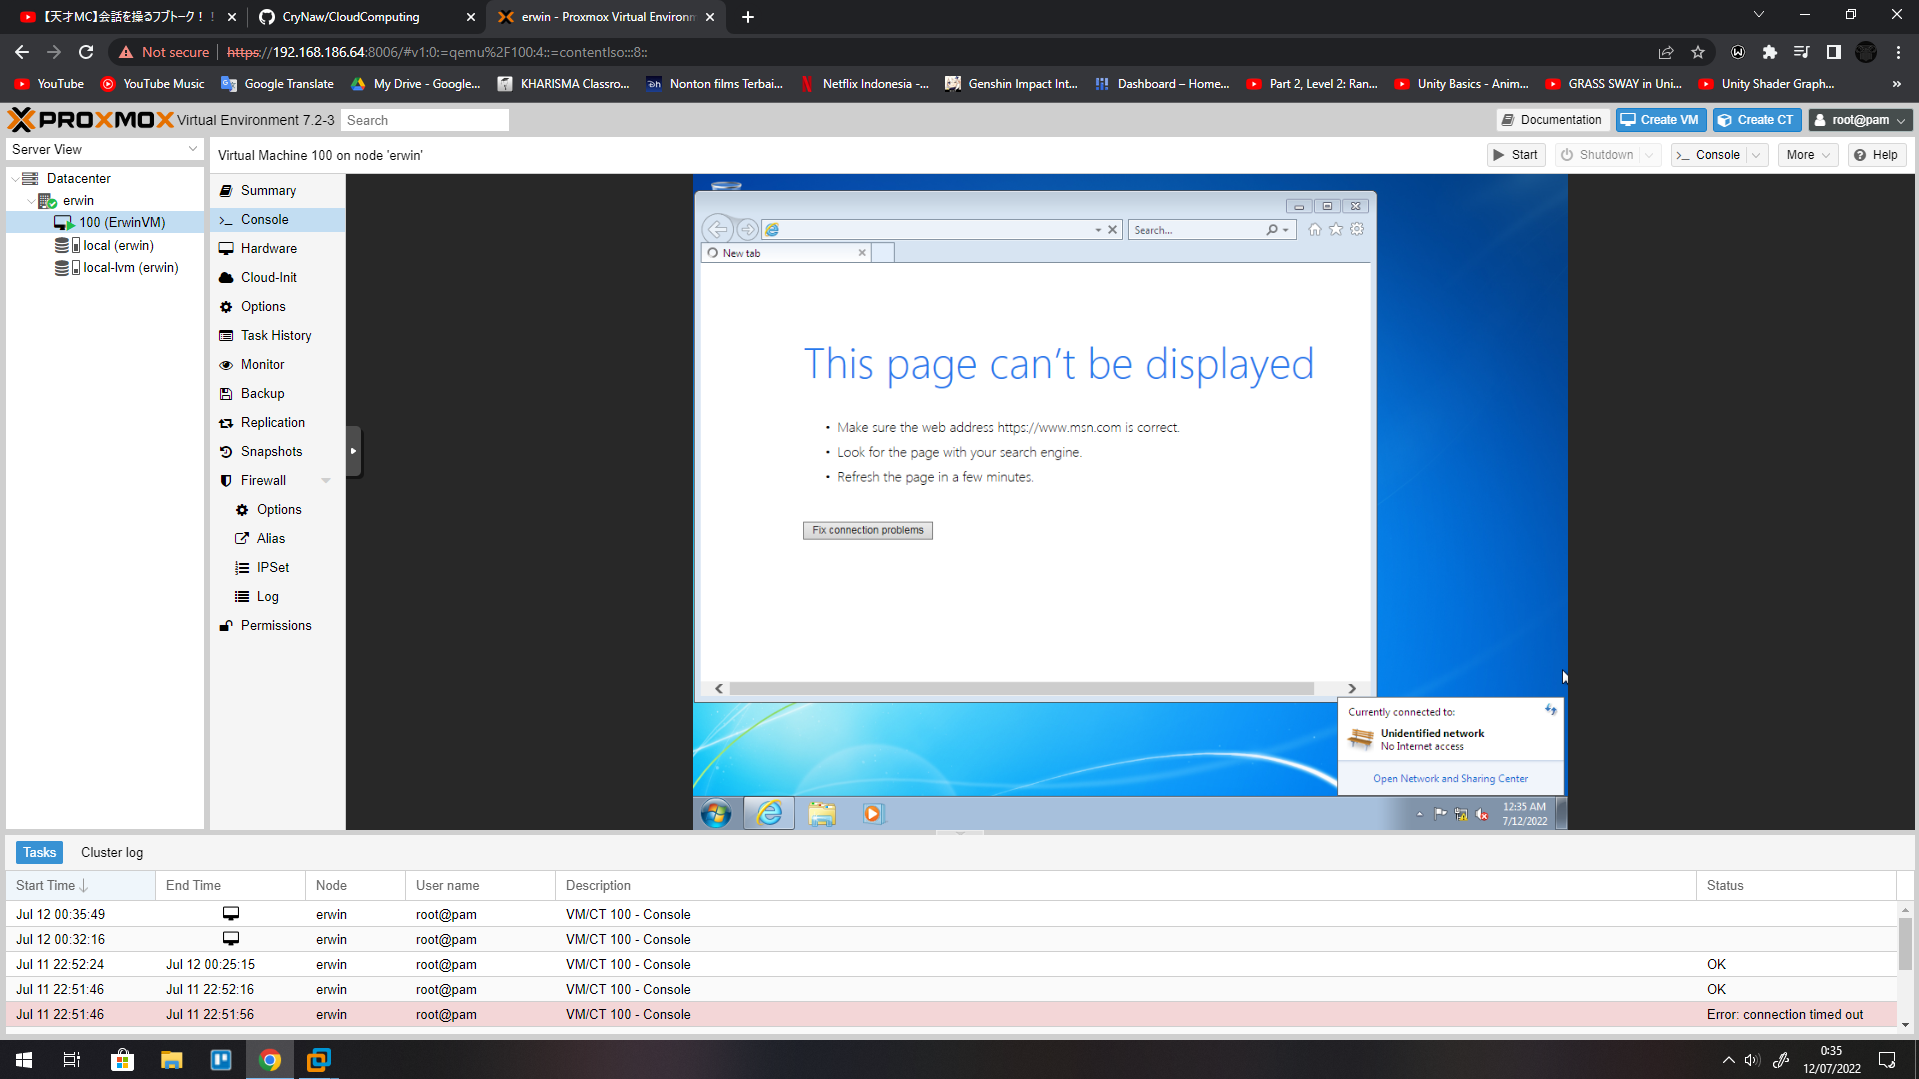 【天才MC】会話を操るフブトーク！！
CryNaw/CloudComputing
erwin - Proxmox Virtual Environm
Not secure
https://192.168.186.64:8006/#v1:0:=qemu%2F100:4::=contentIso:::8::
YouTube
YouTube Music
Google Translate
My Drive - Google...
KHARISMA Classro...
Nonton films Terbai...
Netflix Indonesia -...
Genshin Impact Int...
Dashboard – Home...
Part 2, Level 2: Ran...
Unity Basics - Anim...
GRASS SWAY in Uni...
Unity Shader Graph...
»
PROXMOX Virtual Environment 7.2-3
Search
Documentation
Create VM
Create CT
root@pam
Server View
Virtual Machine 100 on node 'erwin'
Start
Shutdown
Console
More
Help
Datacenter
erwin
100 (ErwinVM)
local (erwin)
local-lvm (erwin)
Summary
Console
Hardware
Cloud-Init
Options
Task History
Monitor
Backup
Replication
Snapshots
Firewall
Options
Alias
IPSet
Log
Permissions
Search...
New tab
This page can't be displayed
• Make sure the web address https://www.msn.com is correct.
• Look for the page with your search engine.
• Refresh the page in a few minutes.
Fix connection problems
Currently connected to:
Unidentified network
No Internet access
Open Network and Sharing Center
12:35 AM
7/12/2022
Tasks
Cluster log
Start Time
End Time
Node
User name
Description
Status
Jul 12 00:35:49 erwin root@pam VM/CT 100 - Console
Jul 12 00:32:16 erwin root@pam VM/CT 100 - Console
Jul 11 22:52:24 Jul 12 00:25:15 erwin root@pam VM/CT 100 - Console OK
Jul 11 22:51:46 Jul 11 22:52:16 erwin root@pam VM/CT 100 - Console OK
Jul 11 22:51:46 Jul 11 22:51:56 erwin root@pam VM/CT 100 - Console Error: connection timed out
0:35
12/07/2022